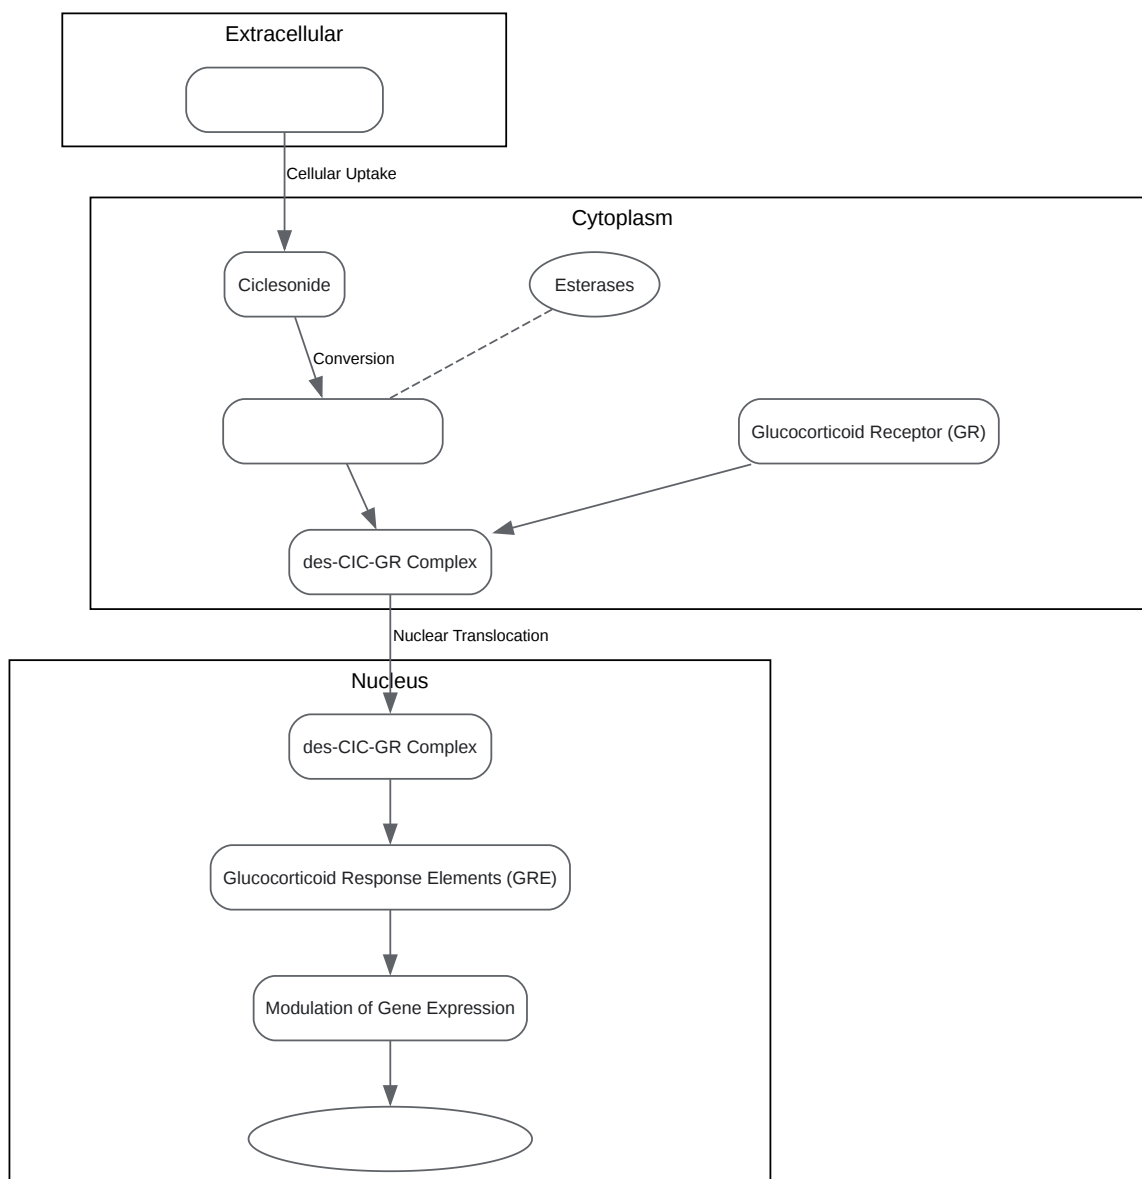 Extracellular
Cellular Uptake
Cytoplasm
Ciclesonide
Esterases
Conversion
Glucocorticoid Receptor (GR)
des-CIC-GR Complex
Nuclear Translocation
Nucleus
des-CIC-GR Complex
Glucocorticoid Response Elements (GRE)
Modulation of Gene Expression